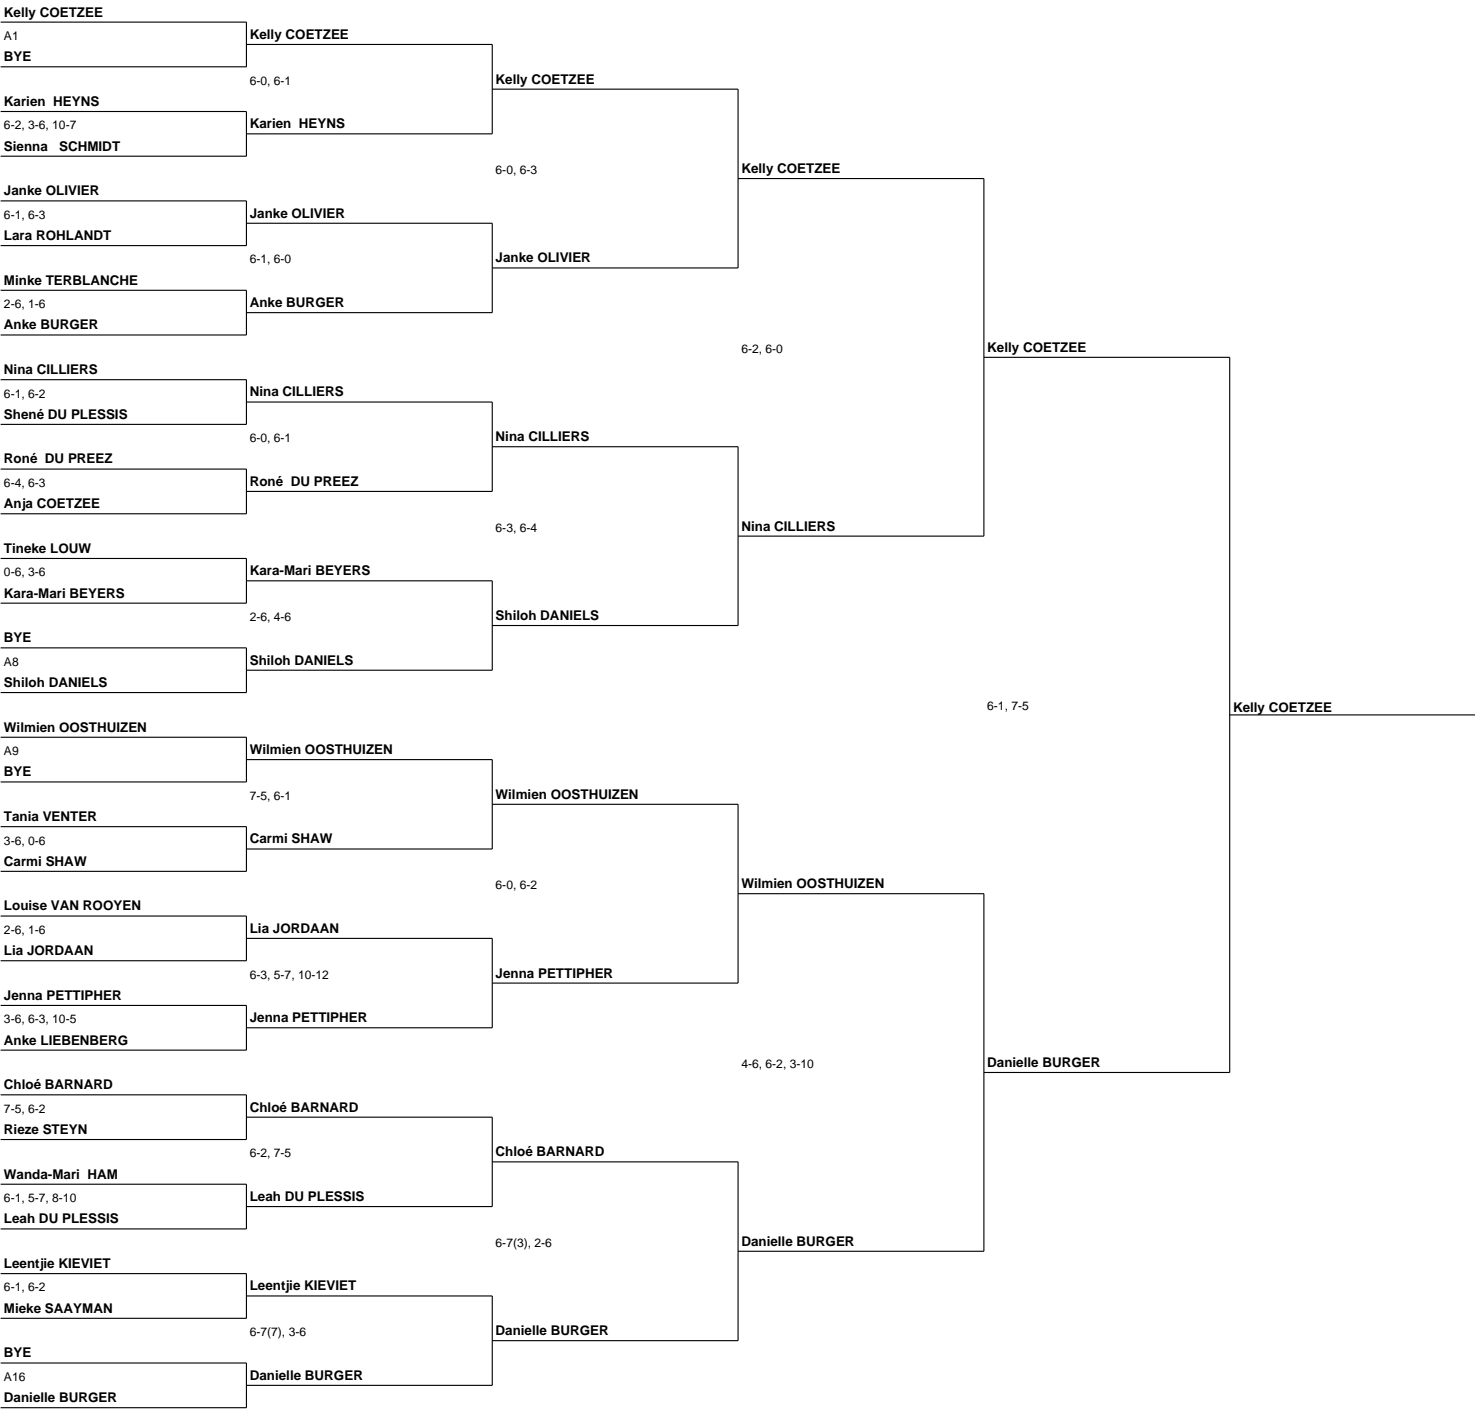 Kelly COETZEE
A1
BYE
Karien HEYNS
6-2, 3-6, 10-7
Sienna SCHMIDT
Janke OLIVIER
6-1, 6-3
Lara ROHLANDT
Minke TERBLANCHE
2-6, 1-6
Anke BURGER
Nina CILLIERS
6-1, 6-2
Shené DU PLESSIS
Roné DU PREEZ
6-4, 6-3
Anja COETZEE
Tineke LOUW
0-6, 3-6
Kara-Mari BEYERS
BYE
A8
Shiloh DANIELS
Wilmien OOSTHUIZEN
A9
BYE
Tania VENTER
3-6, 0-6
Carmi SHAW
Louise VAN ROOYEN
2-6, 1-6
Lia JORDAAN
Jenna PETTIPHER
3-6, 6-3, 10-5
Anke LIEBENBERG
Chloé BARNARD
7-5, 6-2
Rieze STEYN
Wanda-Mari HAM
6-1, 5-7, 8-10
Leah DU PLESSIS
Leentjie KIEVIET
6-1, 6-2
Mieke SAAYMAN
BYE
A16
Danielle BURGER
Kelly COETZEE
6-0, 6-1
Karien HEYNS
Janke OLIVIER
6-1, 6-0
Anke BURGER
Nina CILLIERS
6-0, 6-1
Roné DU PREEZ
Kara-Mari BEYERS
2-6, 4-6
Shiloh DANIELS
Wilmien OOSTHUIZEN
7-5, 6-1
Carmi SHAW
Lia JORDAAN
6-3, 5-7, 10-12
Jenna PETTIPHER
Chloé BARNARD
6-2, 7-5
Leah DU PLESSIS
Leentjie KIEVIET
6-7(7), 3-6
Danielle BURGER
Kelly COETZEE
6-0, 6-3
Janke OLIVIER
Nina CILLIERS
6-3, 6-4
Shiloh DANIELS
Wilmien OOSTHUIZEN
6-0, 6-2
Jenna PETTIPHER
Chloé BARNARD
6-7(3), 2-6
Danielle BURGER
Kelly COETZEE
6-2, 6-0
Nina CILLIERS
Wilmien OOSTHUIZEN
4-6, 6-2, 3-10
Danielle BURGER
Kelly COETZEE
6-1, 7-5
Danielle BURGER
Kelly COETZEE